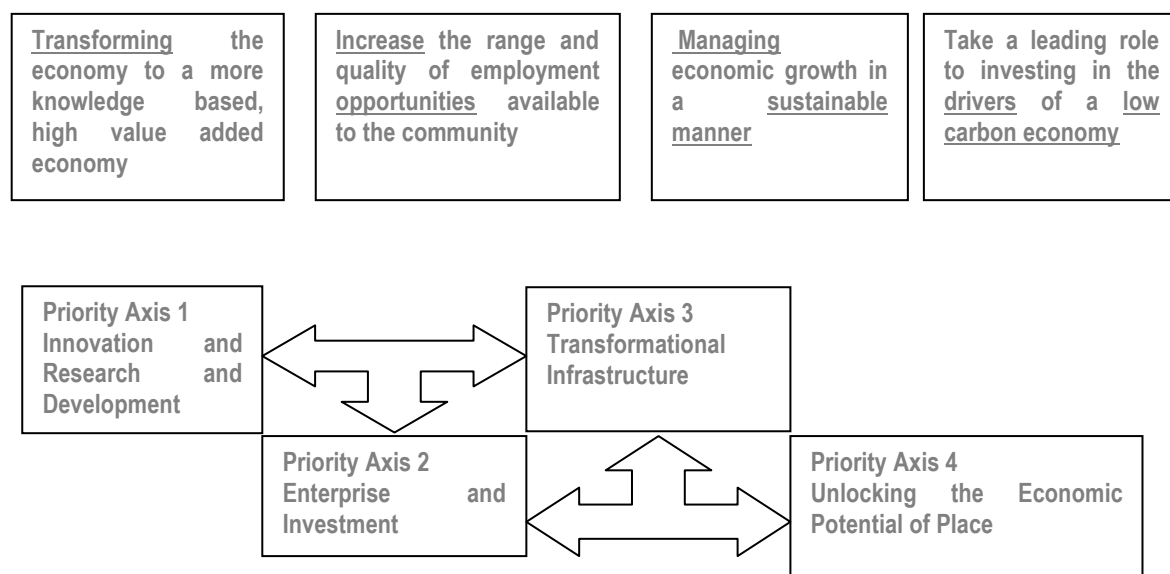 Transforming the
economy to a more
knowledge based,
high value added
economy
Increase the range and
quality of employment
opportunities available
to the community
Managing
economic growth in
a sustainable
manner
Take a leading role
to investing in the
drivers of a low
carbon economy
Priority Axis 1
Innovation and
Research and
Development
Priority Axis 3
Transformational
Infrastructure
Priority Axis 2
Enterprise and
Investment
Priority Axis 4
Unlocking the Economic
Potential of Place